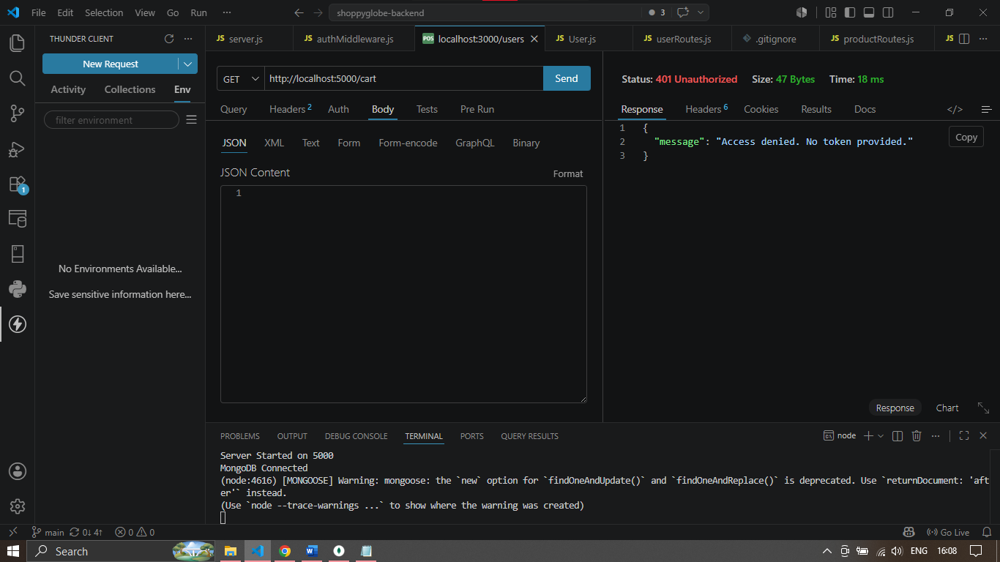 File Edit Selection View Go Run ···
shoppyglobe-backend
3
THUNDER CLIENT
New Request
Activity Collections Env
filter environment
No Environments Available...
Save sensitive information here...
1
JS server.js
JS authMiddleware.js
POS localhost:3000/users
JS User.js
JS userRoutes.js
.gitignore
JS productRoutes.js
JS
GET http://localhost:5000/cart Send
Query Headers 2 Auth Body Tests Pre Run
JSON XML Text Form Form-encode GraphQL Binary
JSON Content Format
1
Status: 401 Unauthorized Size: 47 Bytes Time: 18 ms
Response Headers 6 Cookies Results Docs </>
1 {
2 "message": "Access denied. No token provided."
3 }
Copy
Response Chart
PROBLEMS OUTPUT DEBUG CONSOLE TERMINAL PORTS QUERY RESULTS
node
Server Started on 5000
MongoDB Connected
(node:4616) [MONGOOSE] Warning: mongoose: the `new` option for `findOneAndUpdate()` and `findOneAndReplace()` is deprecated. Use `returnDocument: 'aft
er'` instead.
(Use `node --trace-warnings ...` to show where the warning was created)
main 0↓ 4↑ 0 0
Go Live
Search
ENG 16:08